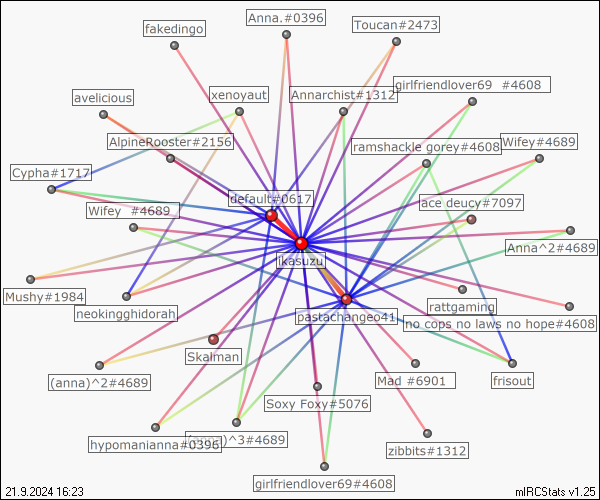 Anna.#0396
Toucan#2473
fakedingo
girlfriendlover69 #4608
xenoyaut
Annarchist#1312
avelicious
AlpineRooster#2156
ramshackle gorey#4608
Wifey#4689
Cypha#1717
default#0617
ace deucy#7097
Wifey #4689
Anna^2#4689
ikasuzu
Mushy#1984
neokingghidorah
pastachangeo41
rattgaming
no cops no laws no hope#4608
Skalman
(anna)^2#4689
Mad #6901
frisout
Soxy Foxy#5076
hypomanianna#0396
)^3#4689
zibbits#1312
girlfriendlover69#4608
21.9.2024 16:23
mIRCStats v1.25